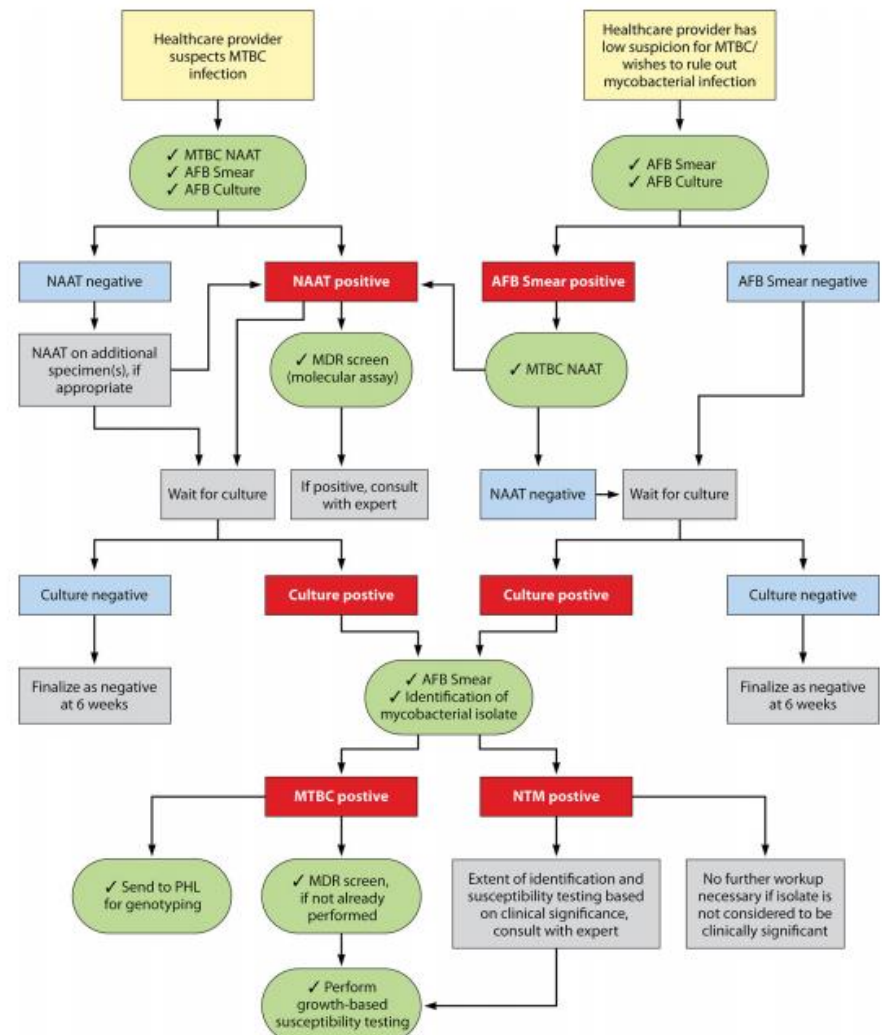 Healthcare provider
suspects MTBC
infection
Healthcare provider has
low suspicion for MTBC/
wishes to rule out
mycobacterial infection
✓ MTBC NAAT
✓ AFB Smear
✓ AFB Culture
✓ AFB Smear
✓ AFB Culture
NAAT negative
NAAT positive
AFB Smear positive
AFB Smear negative
NAAT on additional
specimen(s), if
appropriate
✓ MDR screen
(molecular assay)
✓ MTBC NAAT
Wait for culture
If positive, consult
with expert
NAAT negative
Wait for culture
Culture negative
Culture postive
Culture postive
Culture negative
Finalize as negative
at 6 weeks
✓ AFB Smear
✓ Identification of
mycobacterial isolate
Finalize as negative
at 6 weeks
MTBC postive
NTM postive
✓ Send to PHL
for genotyping
✓ MDR screen,
if not already
performed
Extent of identification and
susceptibility testing based
on clinical significance,
consult with expert
No further workup
necessary if isolate is
not considered to be
clinically significant
✓ Perform
growth-based
susceptibility testing